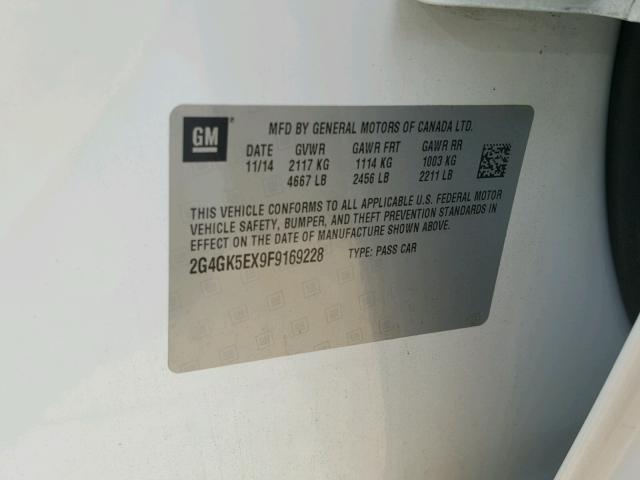 GM
MFD BY GENERAL MOTORS OF CANADA LTD.
DATE GVWR GAWR FRT GAWR RR
11/14 2117 KG 1114 KG 1003 KG
4667 LB 2456 LB 2211 LB
THIS VEHICLE CONFORMS TO ALL APPLICABLE U.S. FEDERAL MOTOR
VEHICLE SAFETY, BUMPER, AND THEFT PREVENTION STANDARDS IN
EFFECT ON THE DATE OF MANUFACTURE SHOWN ABOVE.
2G4GK5EX9F9169228 TYPE: PASS CAR